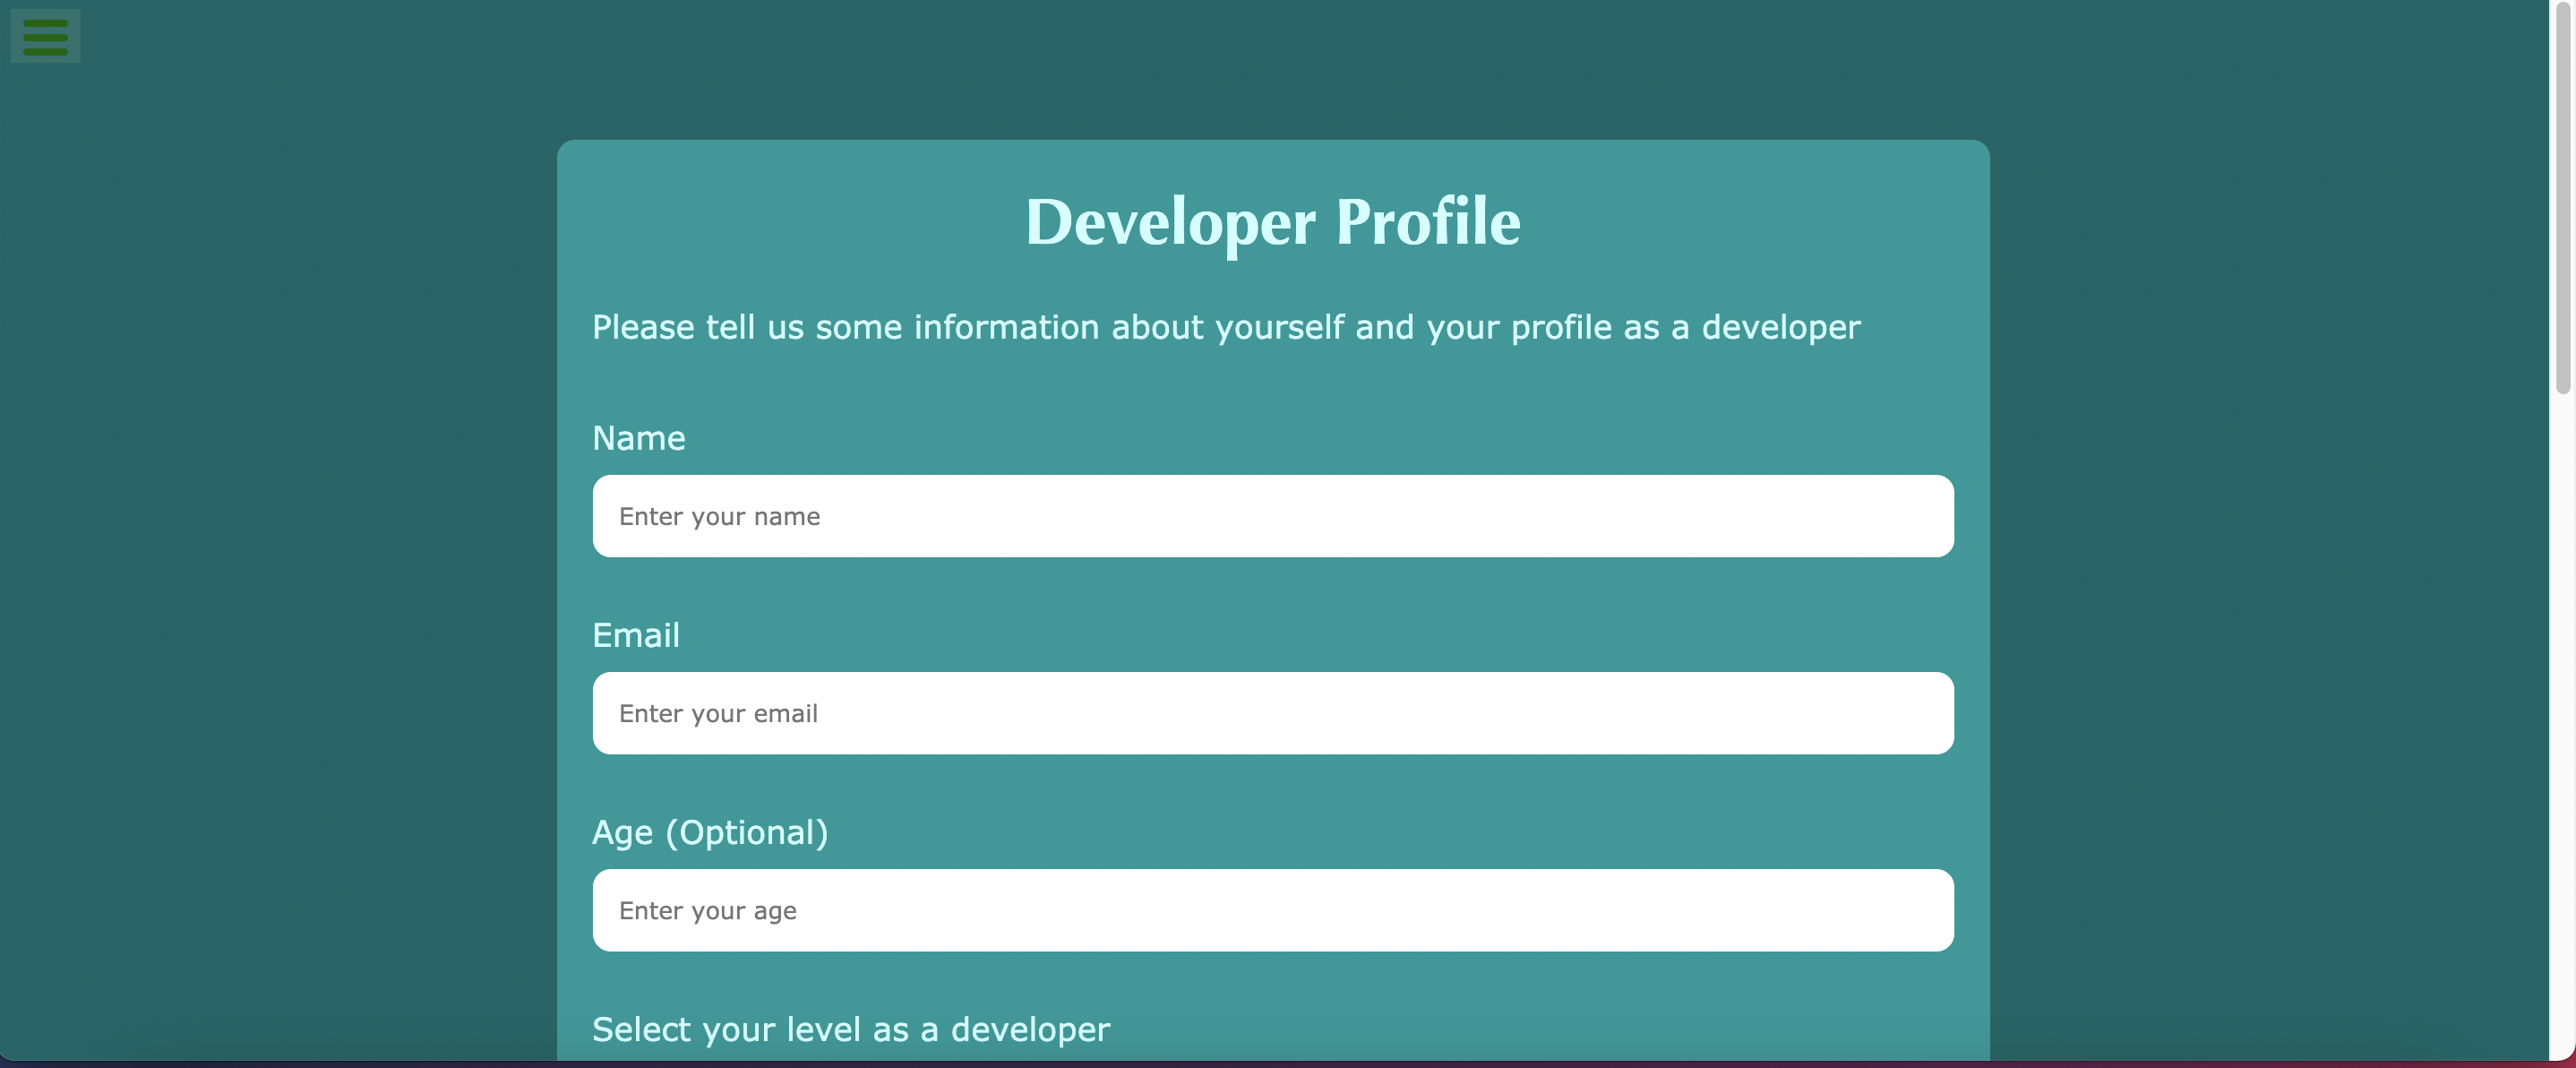 Developer Profile
Please tell us some information about yourself and your profile as a developer
Name
Enter your name
Email
Enter your email
Age (Optional)
Enter your age
Select your level as a developer